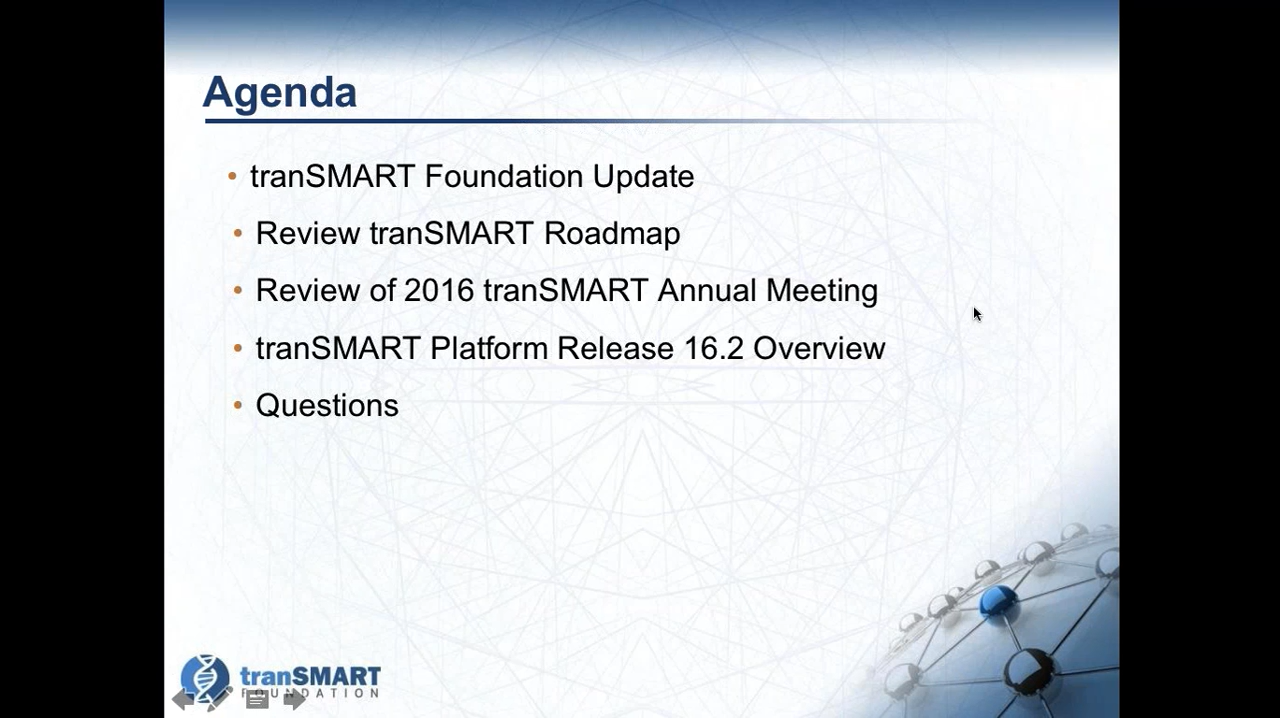 Agenda
• tranSMART Foundation Update
• Review tranSMART Roadmap
• Review of 2016 tranSMART Annual Meeting
• tranSMART Platform Release 16.2 Overview
• Questions
tranSMART
FOUNDATION